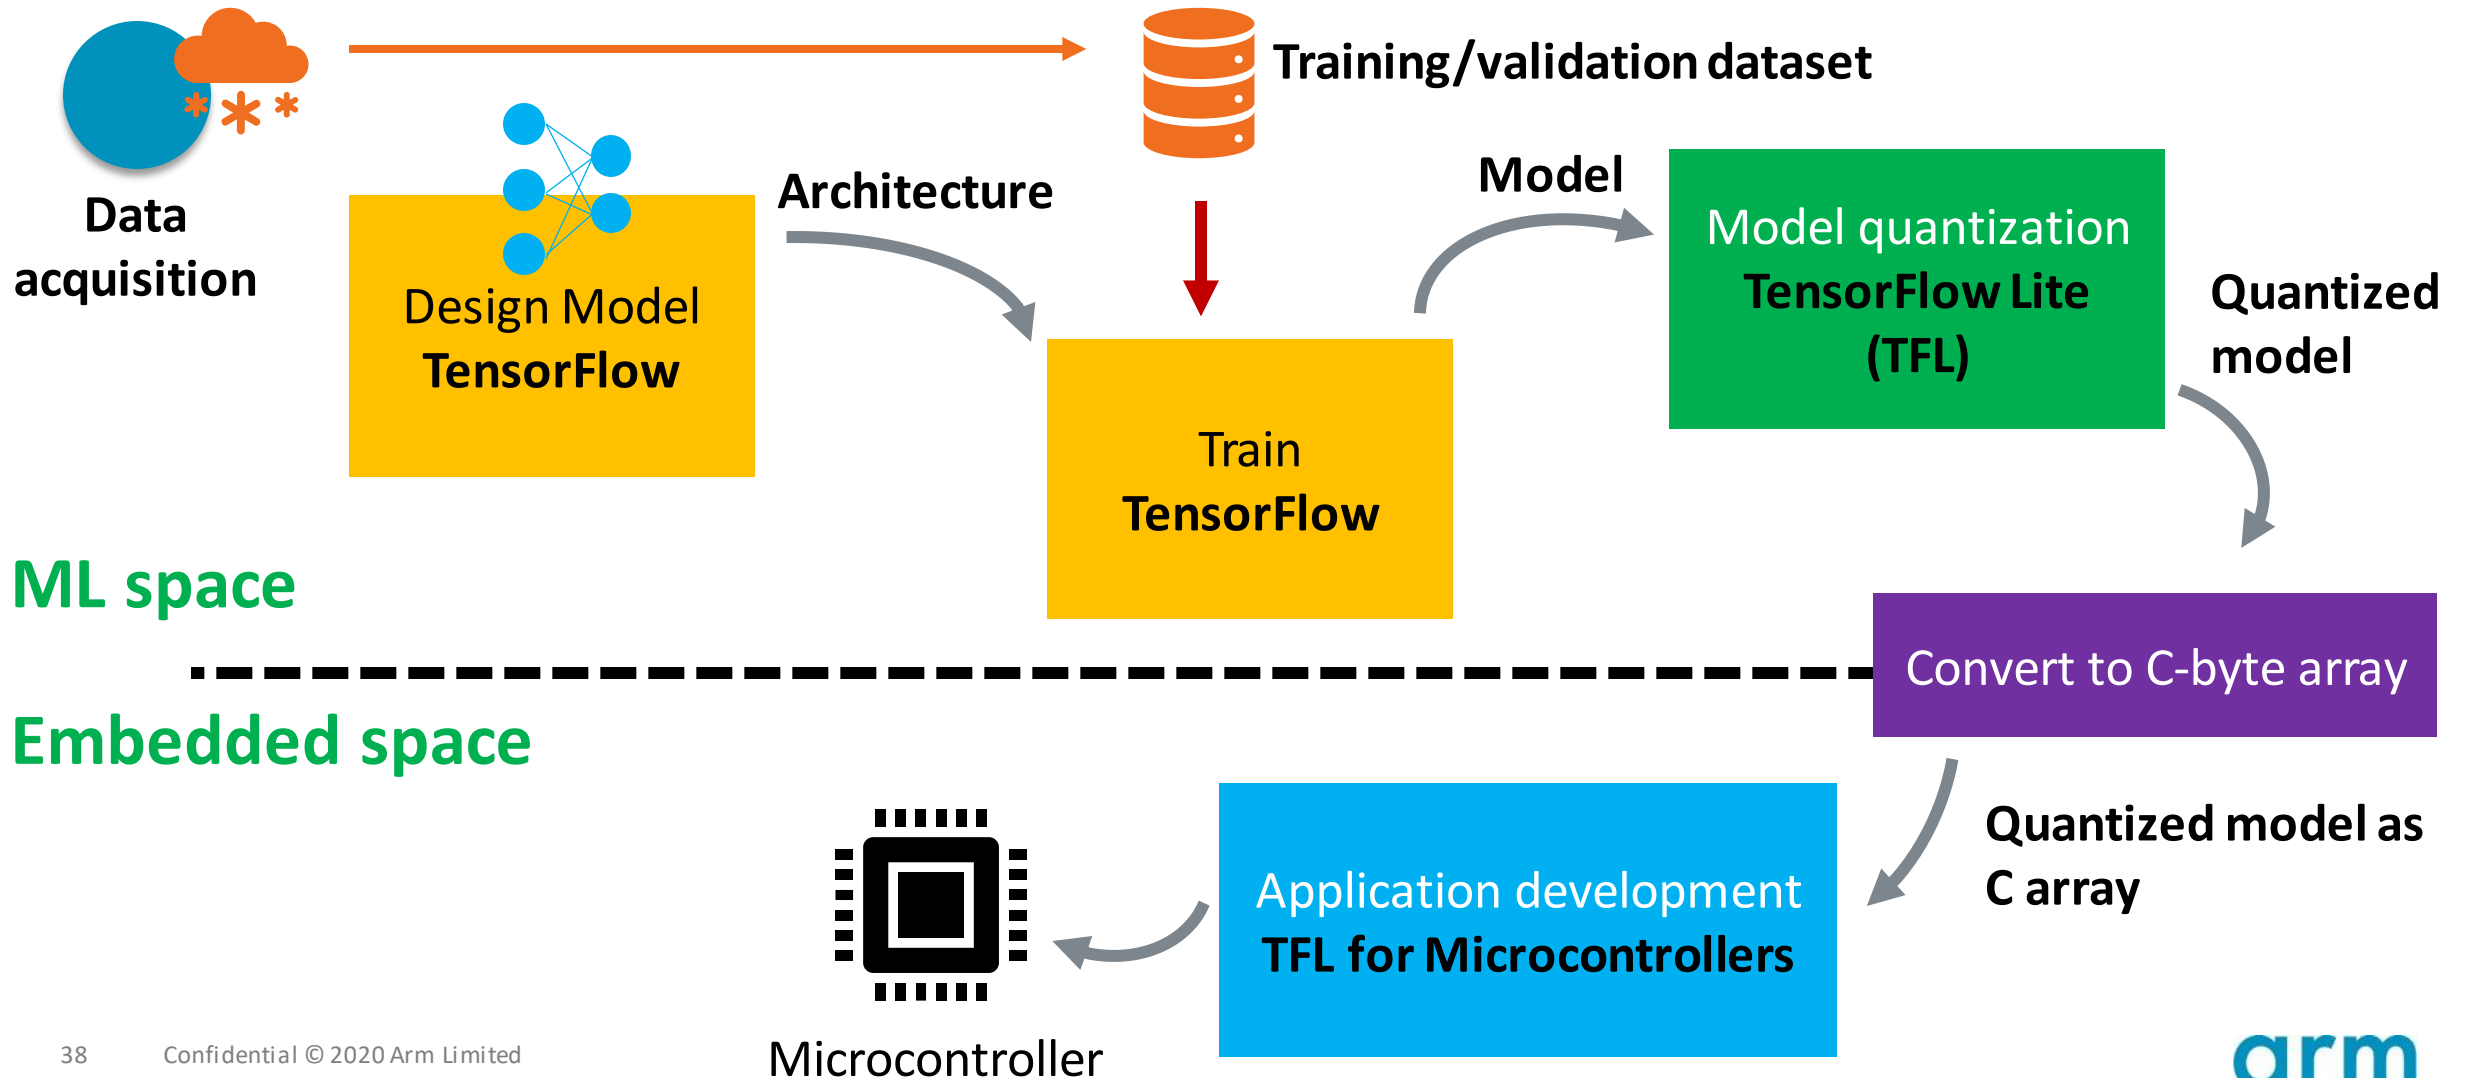 Training/validation dataset
Data
acquisition
Architecture
Design Model
TensorFlow
Train
TensorFlow
Model
Model quantization
TensorFlow Lite
(TFL)
Quantized
model
ML space
Convert to C-byte array
Embedded space
Quantized model as
C array
Application development
TFL for Microcontrollers
Microcontroller
38
Confidential © 2020 Arm Limited
arm